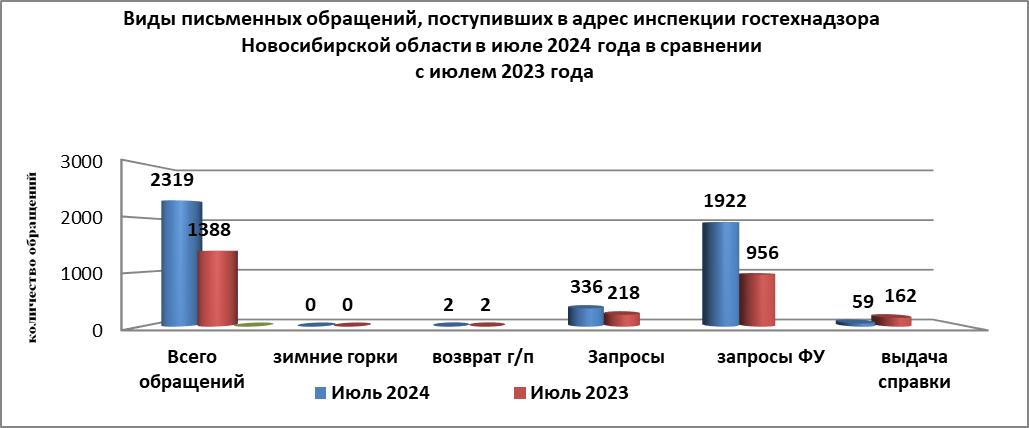 Виды письменных обращений, поступивших в адрес инспекции гостехнадзора
Новосибирской области в июле 2024 года в сравнении
с июлем 2023 года
количество обращений
3000
2000
1000
0
2319
1388
0
0
2
2
336
218
1922
956
59
162
Всего
обращений
зимние горки
возврат г/п
Запросы
запросы ФУ
выдача
справки
Июль 2024
Июль 2023